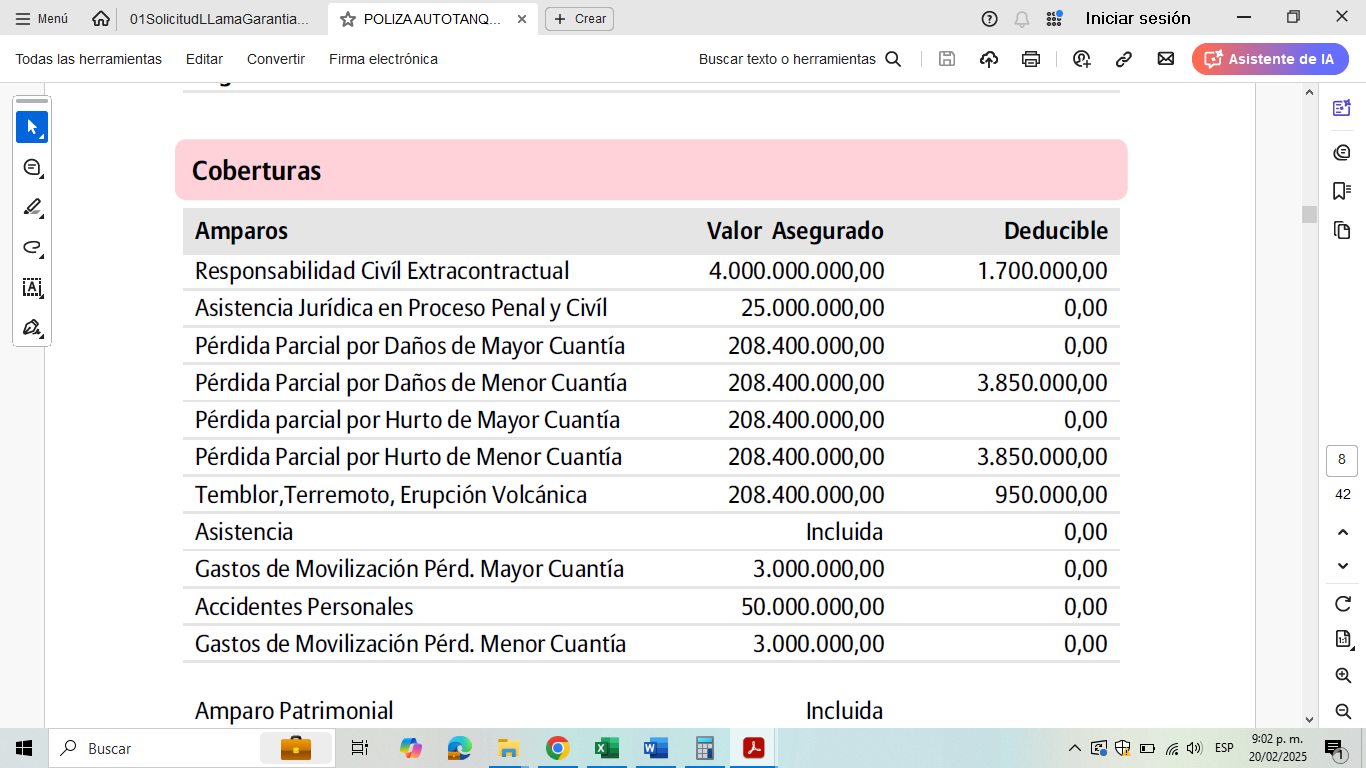 Menú
01SolicitudLLamaGarantia...
POLIZA AUTOTANQ...
Crear
Iniciar sesión
Todas las herramientas
Editar
Convertir
Firma electrónica
Buscar texto o herramientas
Asistente de IA
Coberturas
Amparos Valor Asegurado Deducible
Responsabilidad Civíl Extracontractual 4.000.000.000,00 1.700.000,00
Asistencia Jurídica en Proceso Penal y Civíl 25.000.000,00 0,00
Pérdida Parcial por Daños de Mayor Cuantía 208.400.000,00 0,00
Pérdida Parcial por Daños de Menor Cuantía 208.400.000,00 3.850.000,00
Pérdida parcial por Hurto de Mayor Cuantía 208.400.000,00 0,00
Pérdida Parcial por Hurto de Menor Cuantía 208.400.000,00 3.850.000,00
Temblor,Terremoto, Erupción Volcánica 208.400.000,00 950.000,00
Asistencia Incluida 0,00
Gastos de Movilización Pérd. Mayor Cuantía 3.000.000,00 0,00
Accidentes Personales 50.000.000,00 0,00
Gastos de Movilización Pérd. Menor Cuantía 3.000.000,00 0,00
Amparo Patrimonial Incluida
8
42
1:1
Buscar
ESP
9:02 p. m.
20/02/2025
1